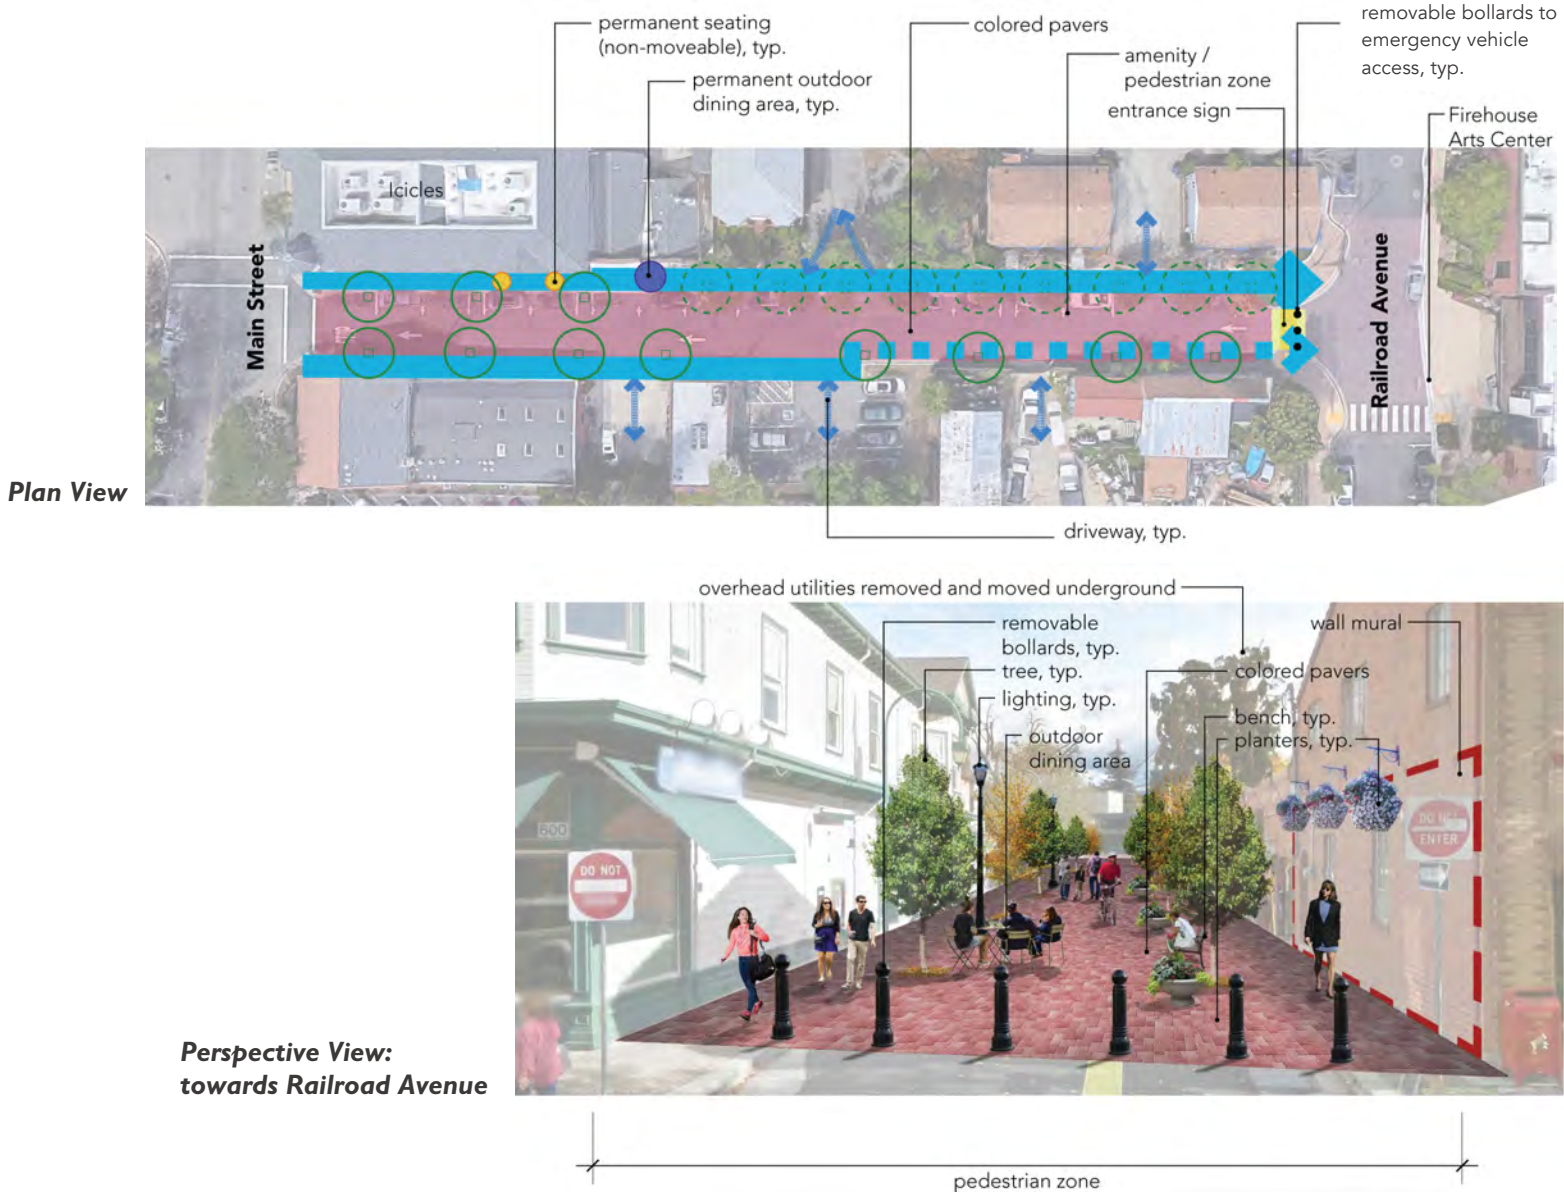 permanent seating
(non-moveable), typ.
permanent outdoor
dining area, typ.
colored pavers
amenity /
pedestrian zone
entrance sign
removable bollards to
emergency vehicle
access, typ.
Firehouse
Arts Center
Icicles
Main Street
Railroad Avenue
Plan View
driveway, typ.
overhead utilities removed and moved underground
removable
bollards, typ.
tree, typ.
lighting, typ.
outdoor
dining area
wall mural
colored pavers
bench, typ.
planters, typ.
600
DO NOT
DO NOT
ENTER
Perspective View:
towards Railroad Avenue
pedestrian zone